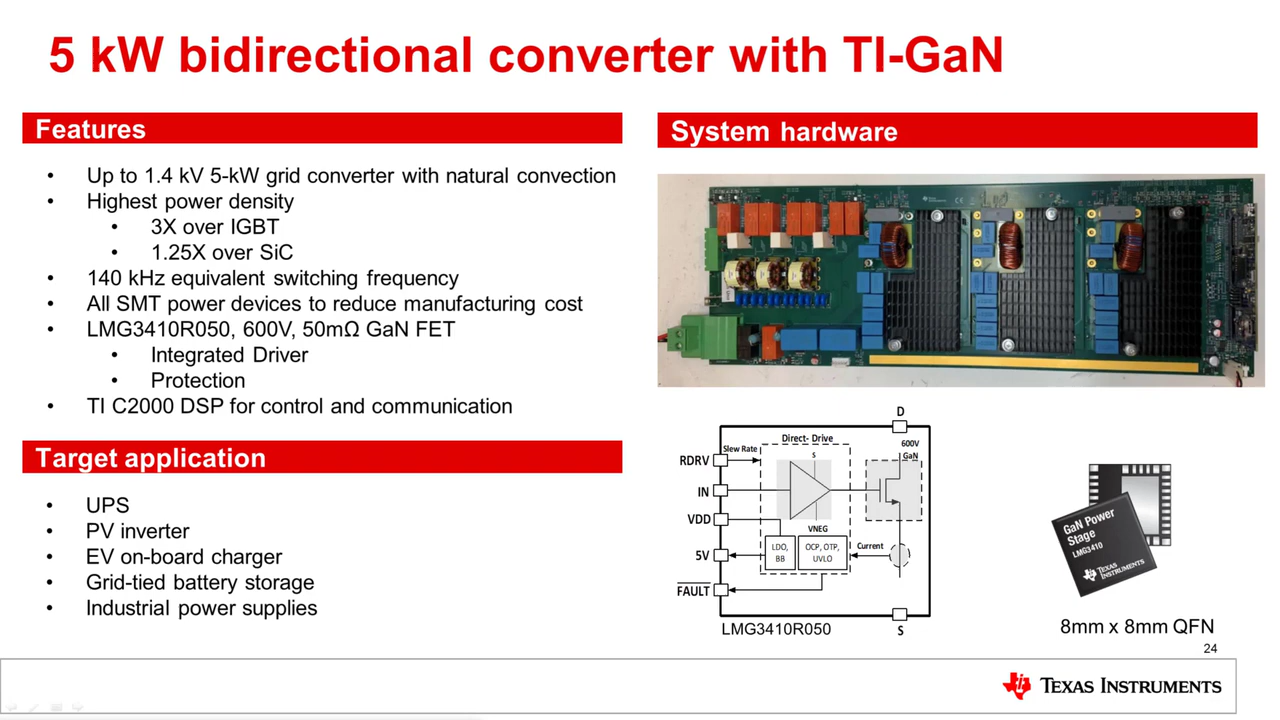 5 kW bidirectional converter with TI-GaN
Features
• Up to 1.4 kV 5-kW grid converter with natural convection
• Highest power density
• 3X over IGBT
• 1.25X over SiC
• 140 kHz equivalent switching frequency
• All SMT power devices to reduce manufacturing cost
• LMG3410R050, 600V, 50mΩ GaN FET
• Integrated Driver
• Protection
• TI C2000 DSP for control and communication
Target application
• UPS
• PV inverter
• EV on-board charger
• Grid-tied battery storage
• Industrial power supplies
System hardware
D
Direct- Drive
600V
Slew Rate
S
GaN
RDRV
IN
VDD
VNEG
LDO,
BB
OCP, OTP,
UVLO
Current
5V
FAULT
LMG3410R050
S
GaN Power
Stage
LMG3410
TEXAS
INSTRUMENTS
8mm x 8mm QFN
24
TEXAS INSTRUMENTS